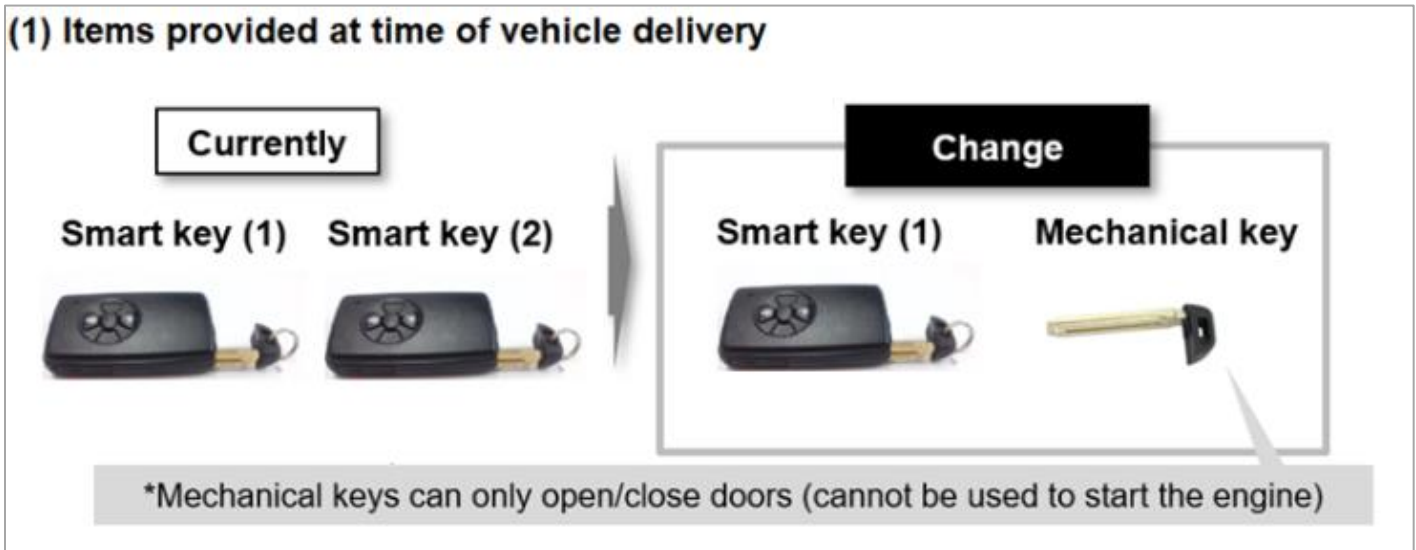 (1) Items provided at time of vehicle delivery
Currently
Change
Smart key (1)
Smart key (2)
Smart key (1)
Mechanical key
*Mechanical keys can only open/close doors (cannot be used to start the engine)